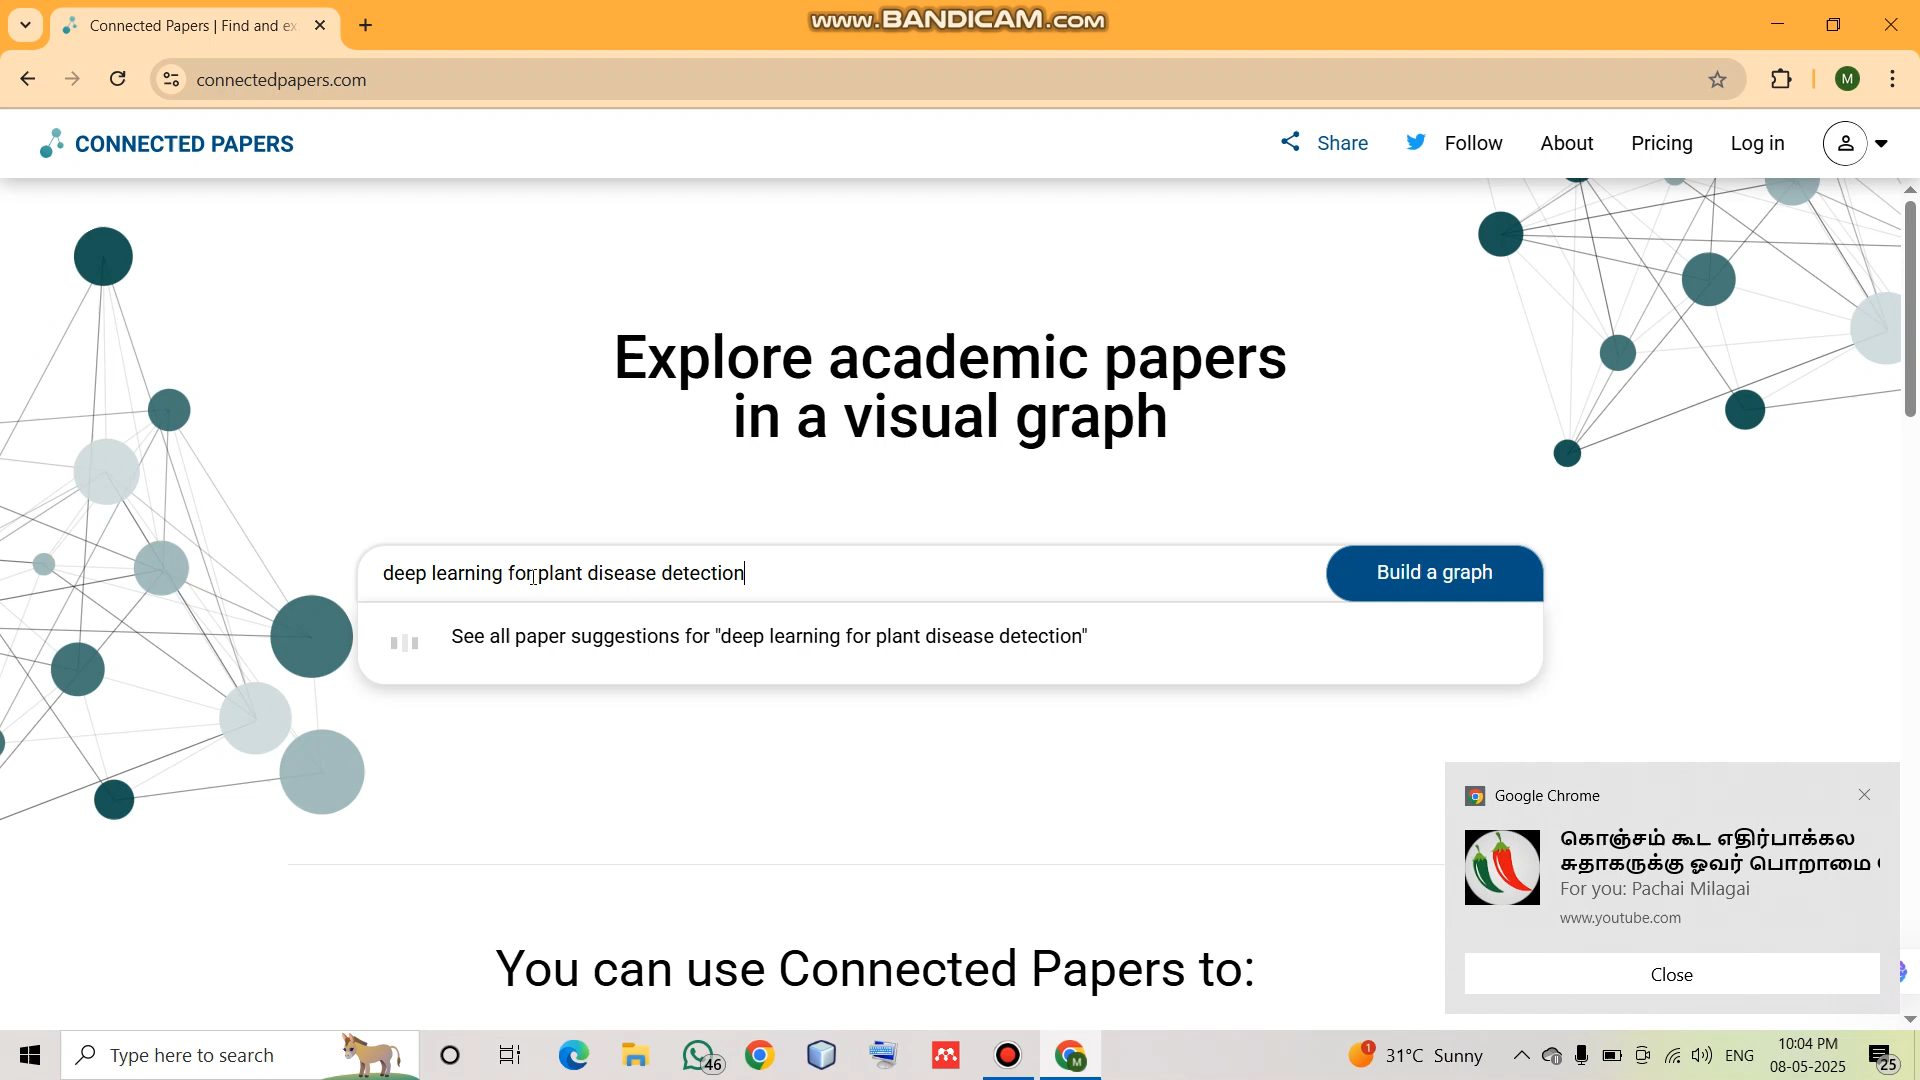 Connected Papers | Find and ex
www.BANDICAM.com
connectedpapers.com
M
CONNECTED PAPERS
Share
Follow
About
Pricing
Log in
Explore academic papers
in a visual graph
deep learning for plant disease detection
Build a graph
See all paper suggestions for "deep learning for plant disease detection"
Google Chrome
கொஞ்சம் கூட எதிர்பாக்கல
சுதாகருக்கு ஓவர் பொறாமை
For you: Pachai Milagai
www.youtube.com
Close
You can use Connected Papers to:
Type here to search
46
M
1
31°C Sunny
ENG
10:04 PM
08-05-2025
25